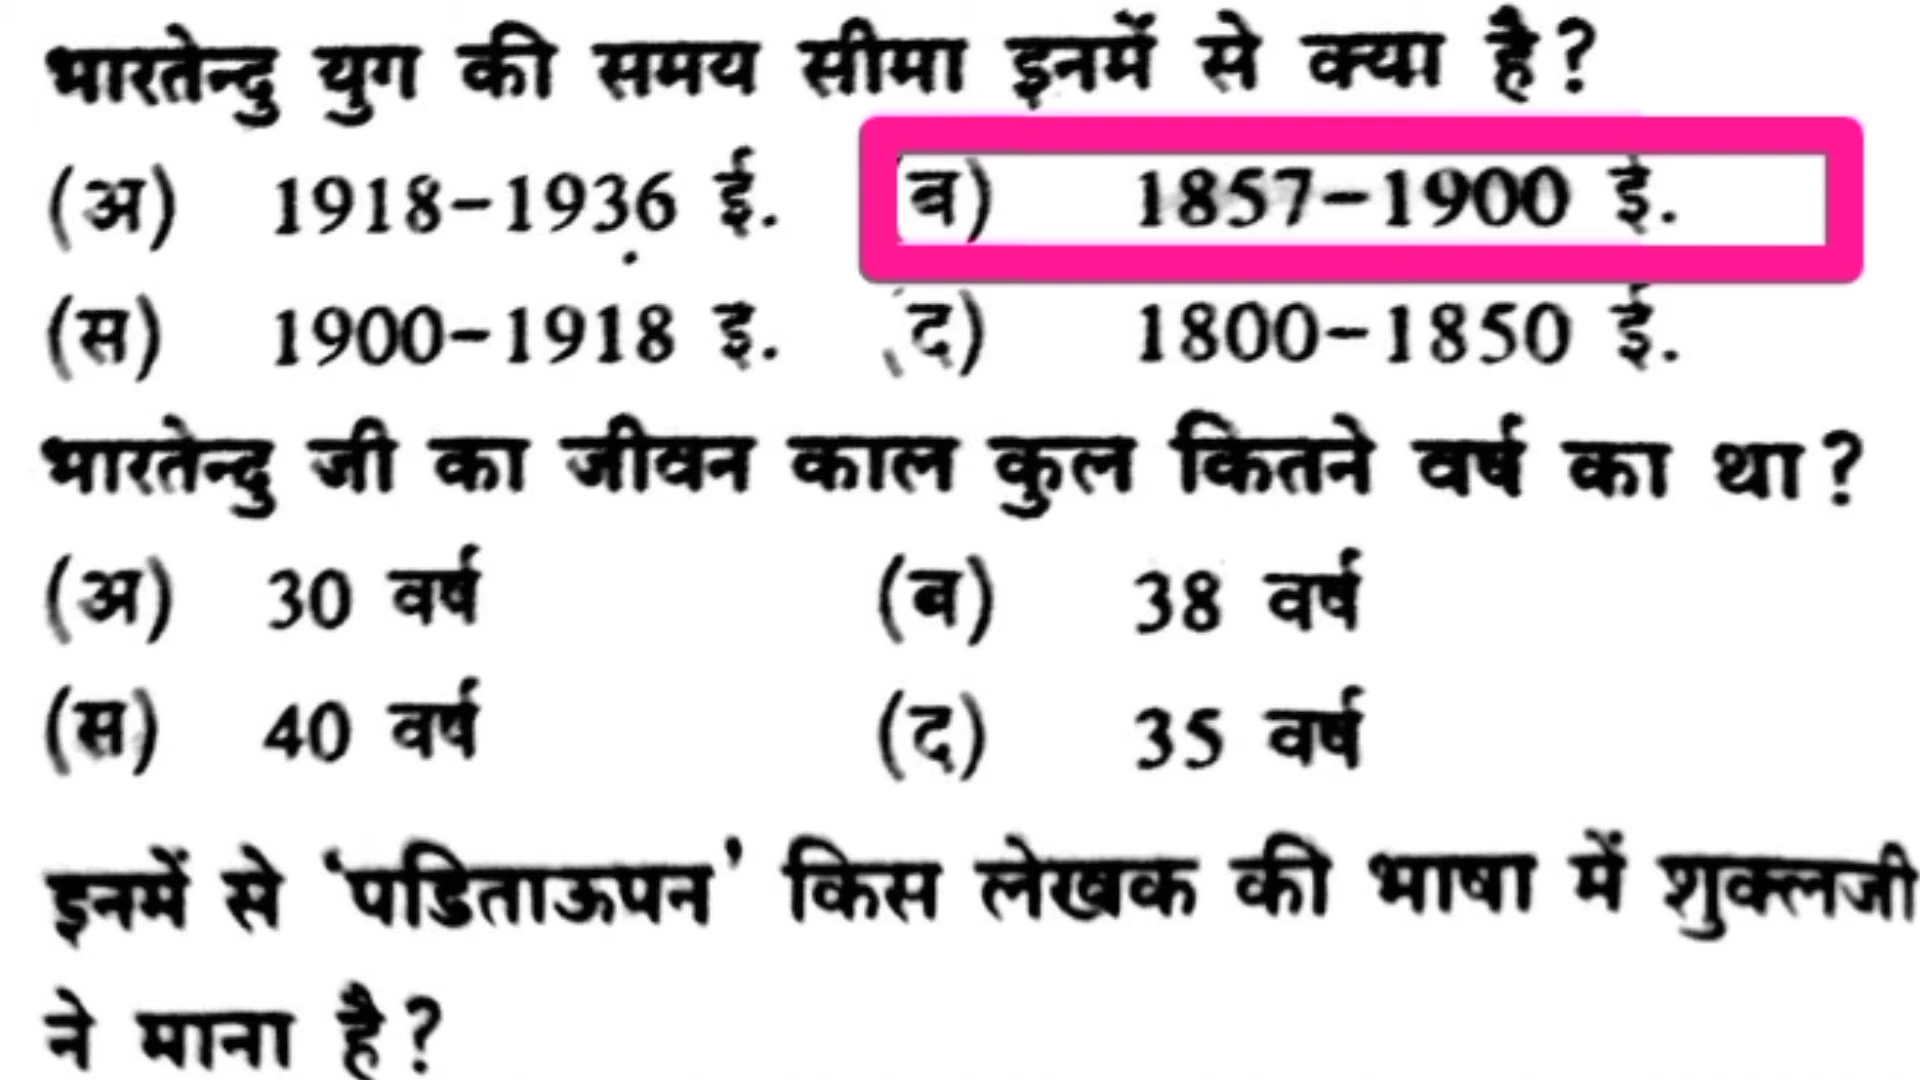 भारतेन्दु युग की समय सीमा इनमें से क्या है?
(अ) 1918-1936 ई. ब) 1857-1900 ई.
(स) 1900-1918 इ. द) 1800-1850 ई.
भारतेन्दु जी का जीवन काल कुल कितने वर्ष का था?
(अ) 30 वर्ष (ब) 38 वर्ष
(स) 40 वर्ष (द) 35 वर्ष
इनमें से ‘पडिताऊपन’ किस लेखक की भाषा में शुक्लजी
ने माना है?